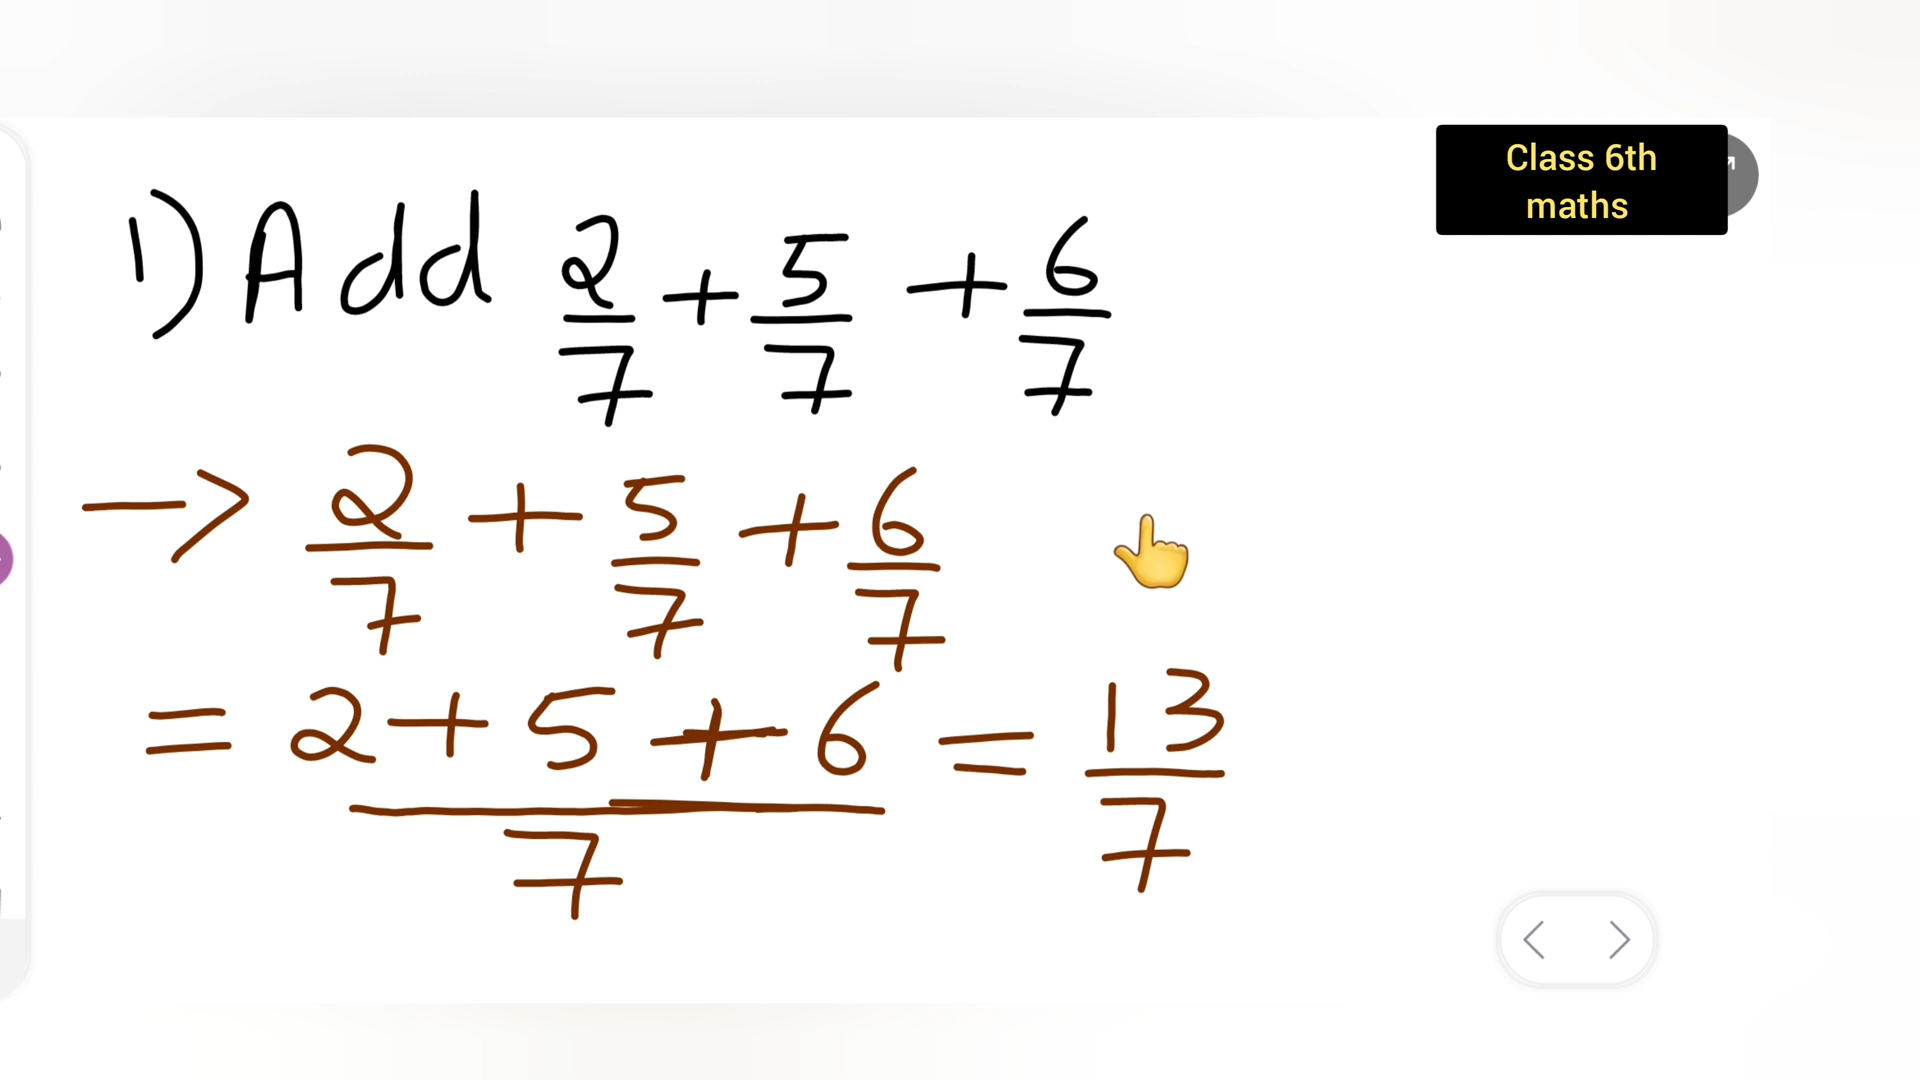 Class 6th
maths
1) Add 2/7 + 5/7 + 6/7
→ 2/7 + 5/7 + 6/7
= 2+5+6/7 = 13/7